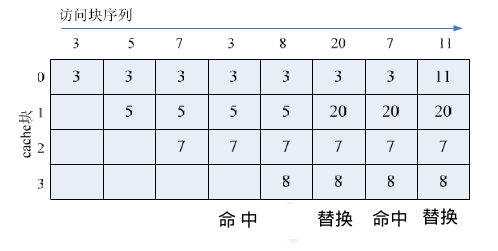 访问块序列
3 5 7 3 8 20 7 11
0 3 3 3 3 3 3 3 11
1 5 5 5 5 20 20 20
2 7 7 7 7 7 7
3 8 8 8 8
cache块
命中 替换 命中 替换